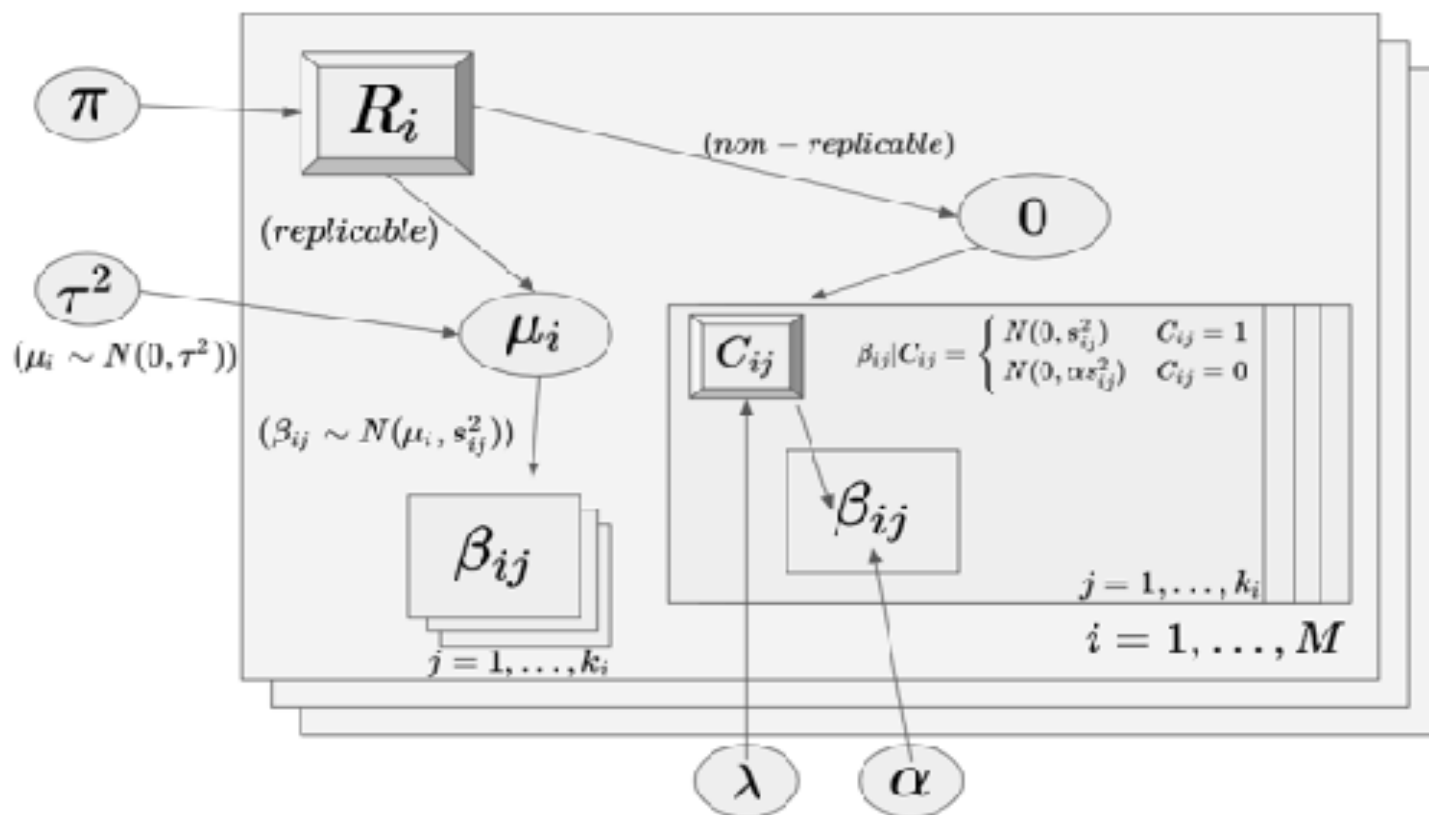 π
R_i
(non − replicable)
0
(replicable)
τ²
(μ_i ∼ N(0, τ²))
μ_i
C_ij
β_ij|C_ij = { N(0, s²_ij) C_ij = 1
N(0, αs²_ij) C_ij = 0
(β_ij ∼ N(μ_i, s²_ij))
β_ij
j = 1, . . . , k_i
β_ij
j = 1, . . . , k_i
i = 1, . . . , M
λ
α